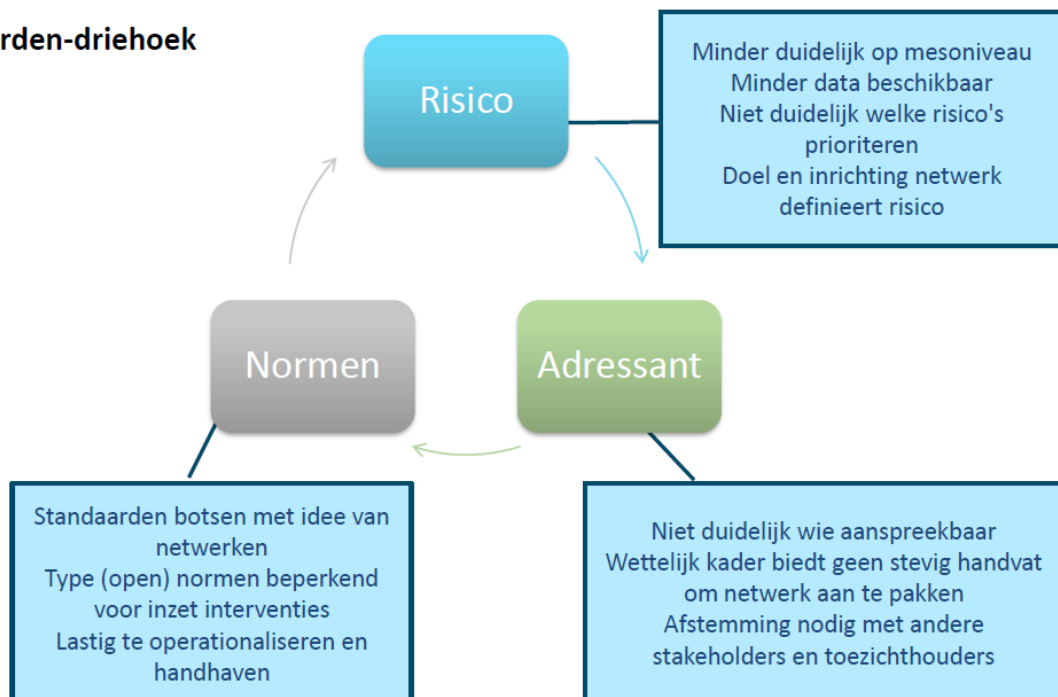 rden-driehoek
Risico
Minder duidelijk op mesoniveau
Minder data beschikbaar
Niet duidelijk welke risico's
prioriteren
Doel en inrichting netwerk
definieert risico
Normen
Adressant
Standaarden botsen met idee van
netwerken
Type (open) normen beperkend
voor inzet interventies
Lastig te operationaliseren en
handhaven
Niet duidelijk wie aanspreekbaar
Wettelijk kader biedt geen stevig handvat
om netwerk aan te pakken
Afstemming nodig met andere
stakeholders en toezichthouders